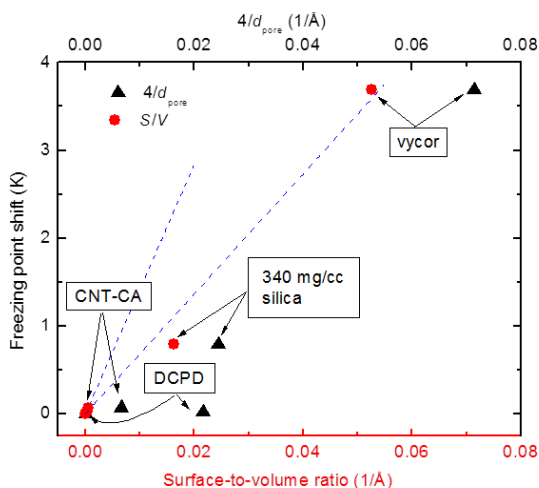 4/d_pore (1/Å)
0.00 0.02 0.04 0.06 0.08
4/d_pore
S/V
vycor
CNT-CA
340 mg/cc
silica
DCPD
4
3
2
1
0
Freezing point shift (K)
0.00 0.02 0.04 0.06 0.08
Surface-to-volume ratio (1/Å)